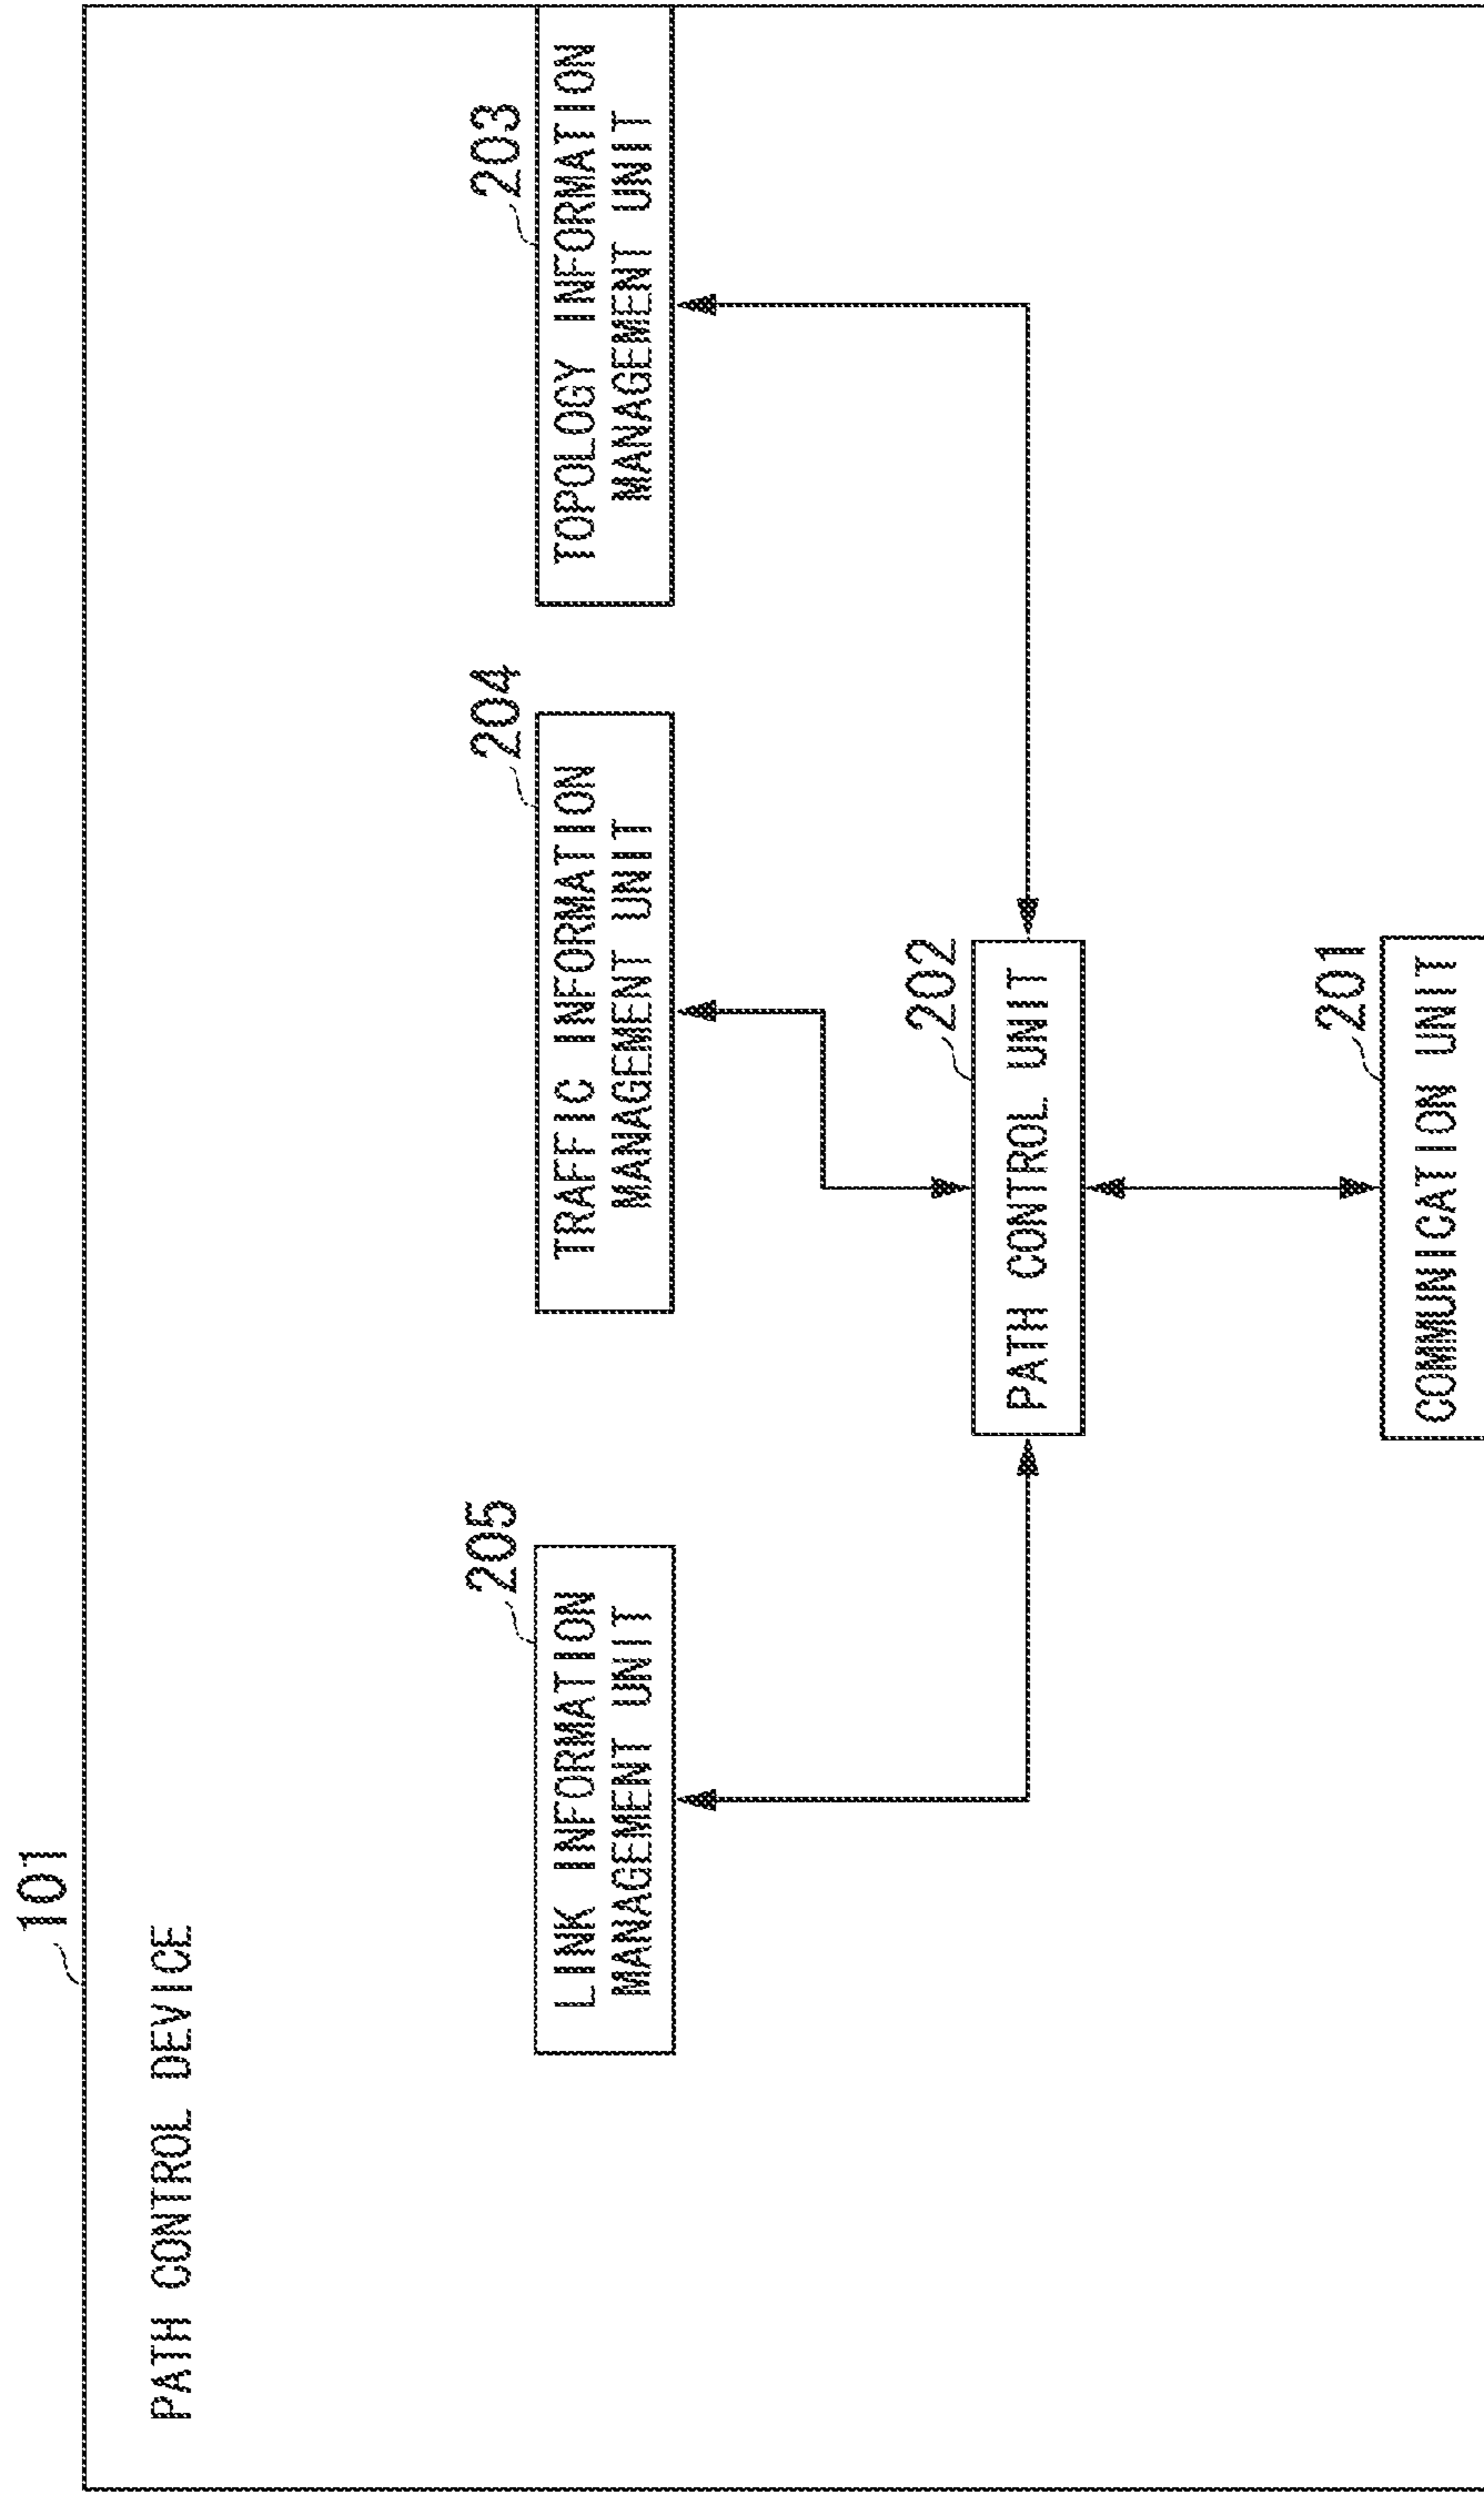 101
PATH CONTROL DEVICE
205
LINK INFORMATION
MANAGEMENT UNIT
204
TRAFFIC INFORMATION
MANAGEMENT UNIT
203
TOPOLOGY INFORMATION
MANAGEMENT UNIT
202
PATH CONTROL UNIT
201
COMMUNICATION UNIT